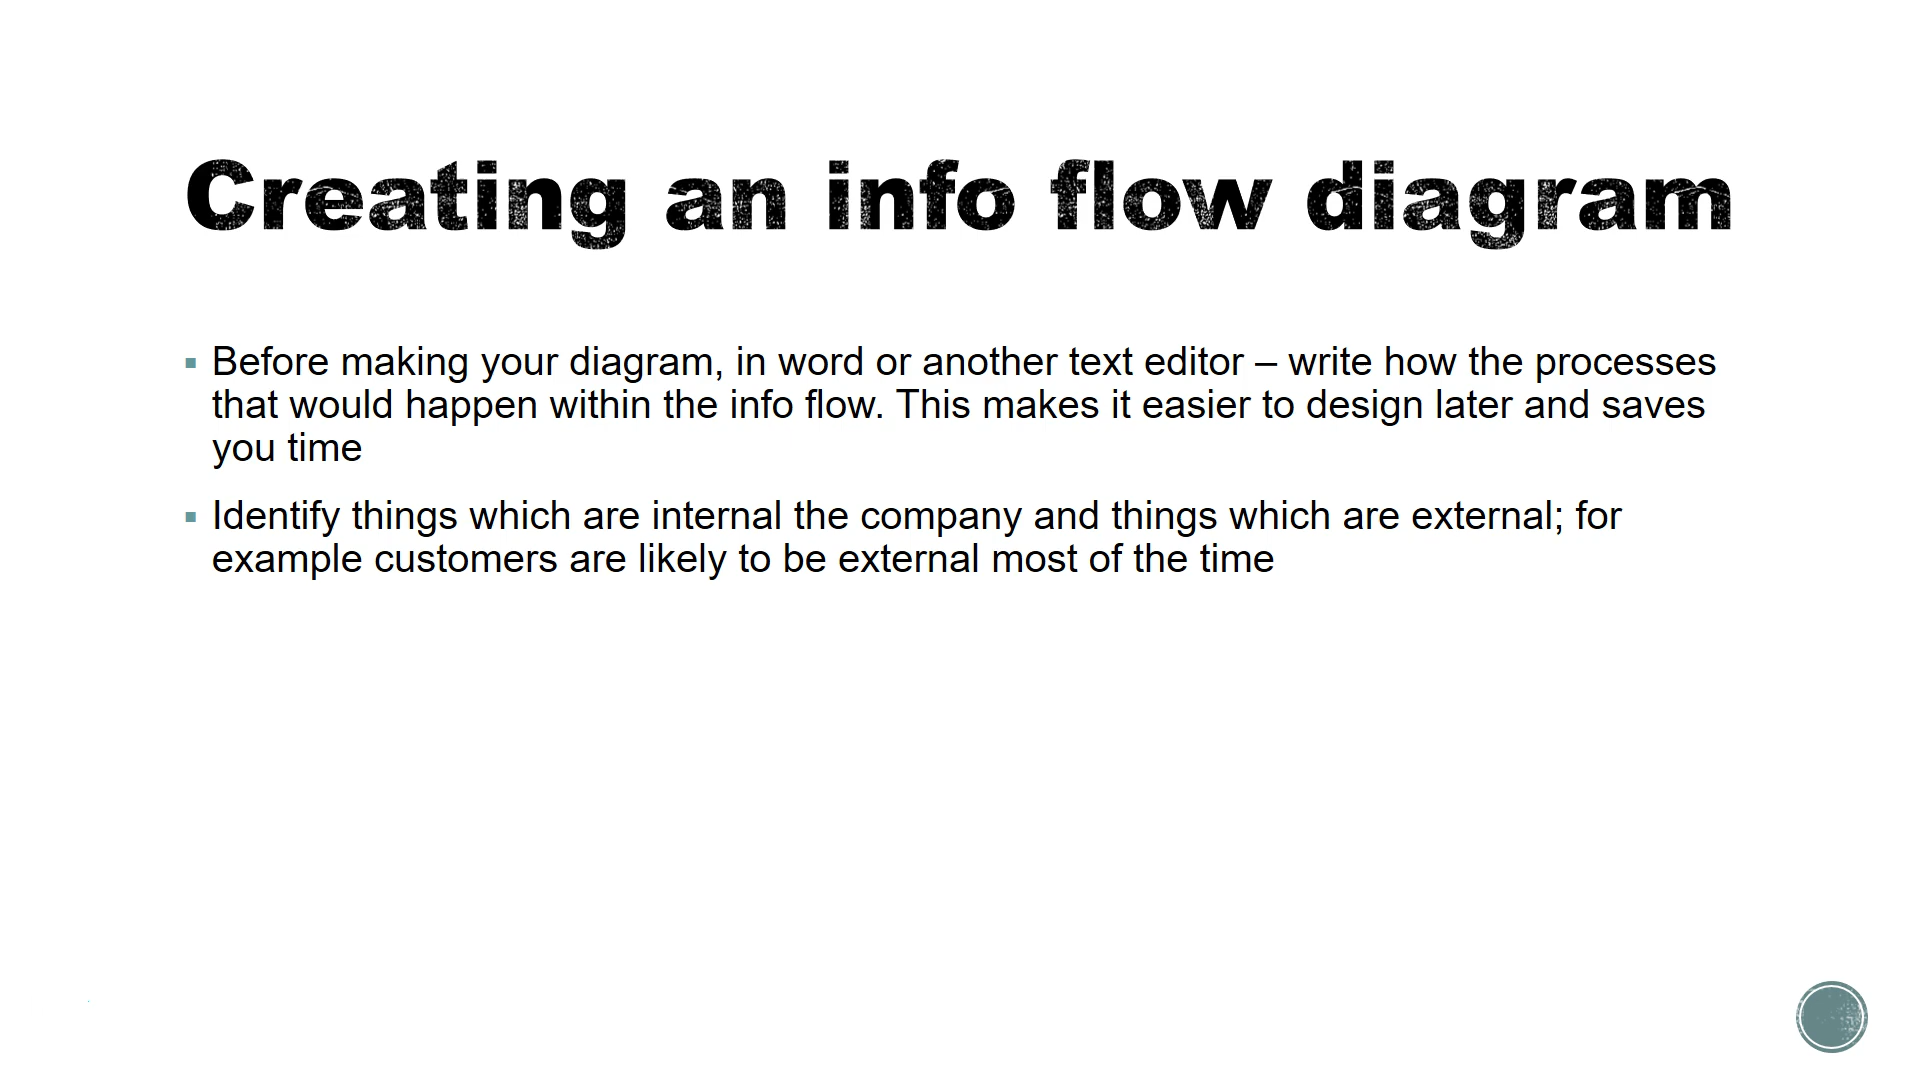 Creating an info flow diagram
Before making your diagram, in word or another text editor – write how the processes
that would happen within the info flow. This makes it easier to design later and saves
you time
Identify things which are internal the company and things which are external; for
example customers are likely to be external most of the time